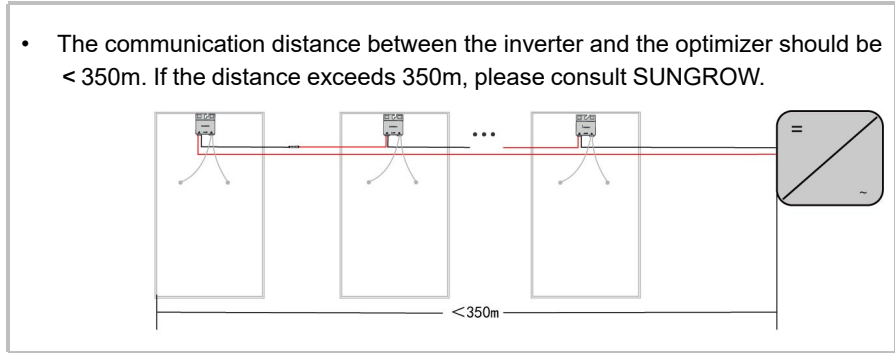 • The communication distance between the inverter and the optimizer should be
< 350m. If the distance exceeds 350m, please consult SUNGROW.
<350m